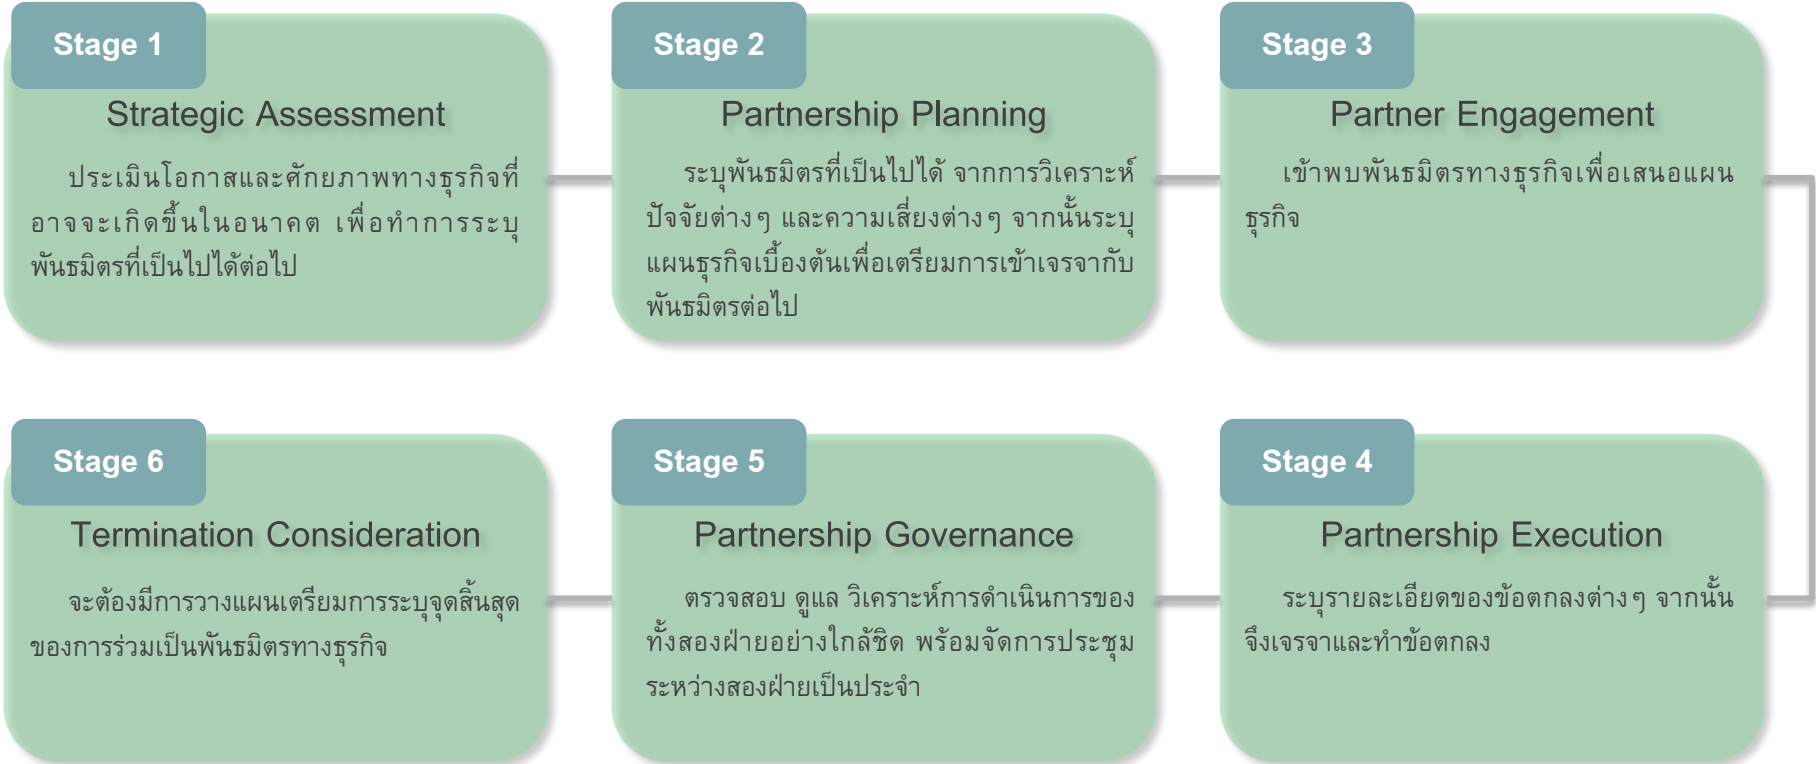 Stage 1
Strategic Assessment
ประเมินโอกาสและศักยภาพทางธุรกิจที่
อาจจะเกิดขึ้นในอนาคต เพื่อทำการระบุ
พันธมิตรที่เป็นไปได้ต่อไป
Stage 2
Partnership Planning
ระบุพันธมิตรที่เป็นไปได้ จากการวิเคราะห์
ปัจจัยต่างๆ และความเสี่ยงต่างๆ จากนั้นระบุ
แผนธุรกิจเบื้องต้นเพื่อเตรียมการเข้าเจรจากับ
พันธมิตรต่อไป
Stage 3
Partner Engagement
เข้าพบพันธมิตรทางธุรกิจเพื่อเสนอแผน
ธุรกิจ
Stage 4
Partnership Execution
ระบุรายละเอียดของข้อตกลงต่างๆ จากนั้น
จึงเจรจาและทำข้อตกลง
Stage 5
Partnership Governance
ตรวจสอบ ดูแล วิเคราะห์การดำเนินการของ
ทั้งสองฝ่ายอย่างใกล้ชิด พร้อมจัดการประชุม
ระหว่างสองฝ่ายเป็นประจำ
Stage 6
Termination Consideration
จะต้องมีการวางแผนเตรียมการระบุจุดสิ้นสุด
ของการร่วมเป็นพันธมิตรทางธุรกิจ